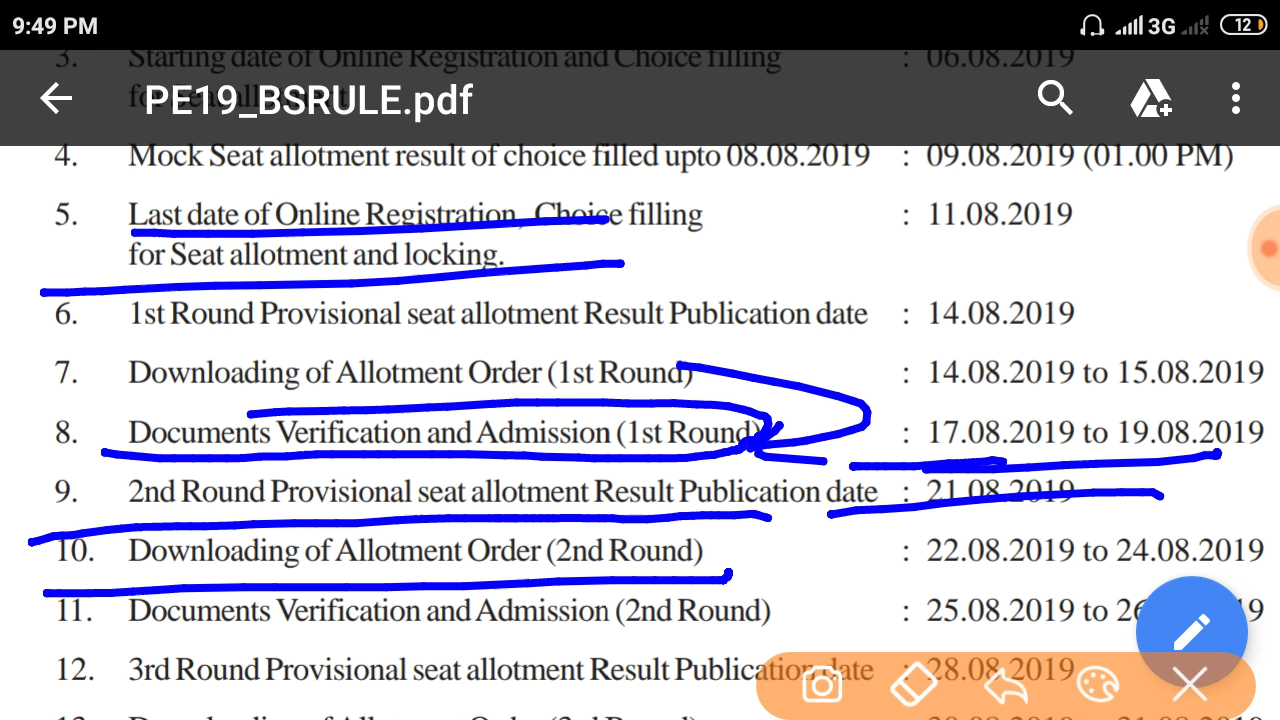 9:49 PM
3G
12
3. Starting date of Online Registration and Choice filling : 06.08.2019
PE19_BSRULE.pdf
4. Mock Seat allotment result of choice filled upto 08.08.2019 : 09.08.2019 (01.00 PM)
5. Last date of Online Registration, Choice filling : 11.08.2019
for Seat allotment and locking.
6. 1st Round Provisional seat allotment Result Publication date : 14.08.2019
7. Downloading of Allotment Order (1st Round) : 14.08.2019 to 15.08.2019
8. Documents Verification and Admission (1st Round) : 17.08.2019 to 19.08.2019
9. 2nd Round Provisional seat allotment Result Publication date : 21.08.2019
10. Downloading of Allotment Order (2nd Round) : 22.08.2019 to 24.08.2019
11. Documents Verification and Admission (2nd Round) : 25.08.2019 to
12. 3rd Round Provisional seat allotment Result Publication date : 28.08.2019